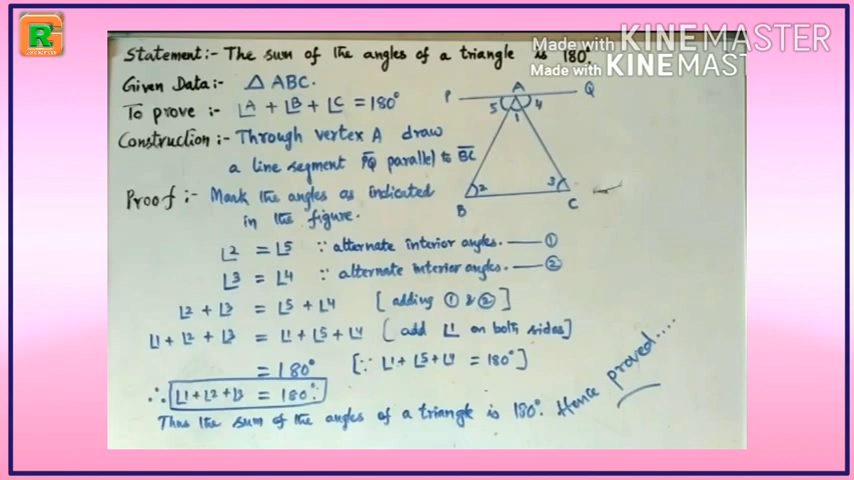 R
Statement:- The sum of the angles of a triangle is 180°.
Made with KINEMASTER
Made with KINEMAST
Given Data:- △ ABC.
To prove :- ∠A + ∠B + ∠C = 180°
Construction:- Through vertex A draw
a line segment PQ parallel to BC
Proof:- Mark the angles as indicated
in the figure.
P A Q
5 1 4
2 3
B C
∠2 = ∠5 ∵ alternate interior angles. —— ①
∠3 = ∠4 ∵ alternate interior angles. —— ②
∠2 + ∠3 = ∠5 + ∠4 [adding ① & ②]
∠1 + ∠2 + ∠3 = ∠1 + ∠5 + ∠4 [add ∠1 on both sides]
= 180° [∵ ∠1 + ∠5 + ∠4 = 180°]
∴ ∠1 + ∠2 + ∠3 = 180°.
Thus the sum of the angles of a triangle is 180°. Hence proved....